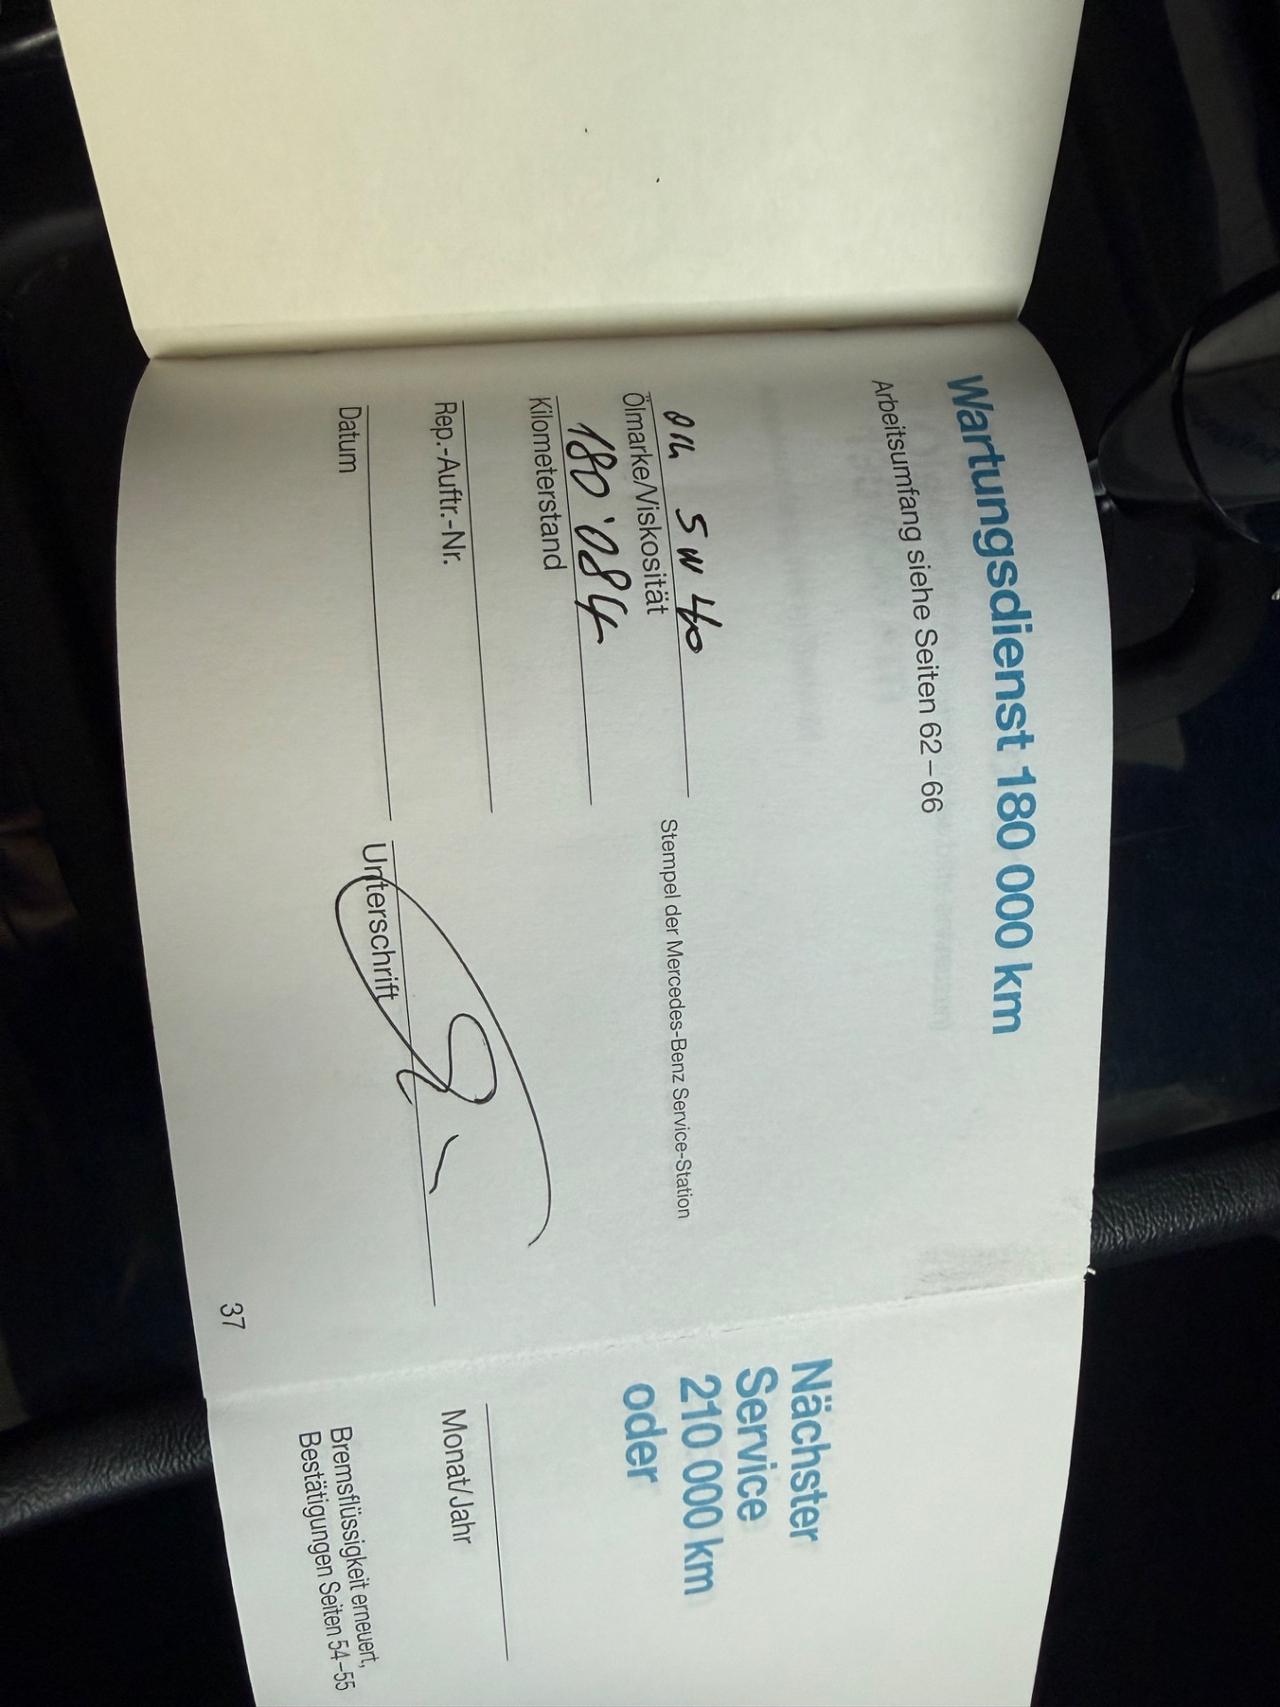 Wartungsdienst 180 000 km
Arbeitsumfang siehe Seiten 62–66
5W40
Ölmarke/Viskosität
Stempel der Mercedes-Benz Service-Station
180'084
Kilometerstand
Rep.-Auftr.-Nr.
Datum
Unterschrift
37
Nächster
Service
210 000 km
oder
Monat/Jahr
Bremsflüssigkeit erneuert,
Bestätigungen Seiten 54–55